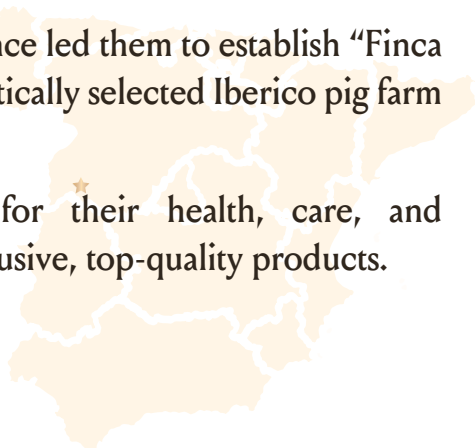 nce led them to establish “Finca
tically selected Iberico pig farm
for their health, care, and
usive, top-quality products.